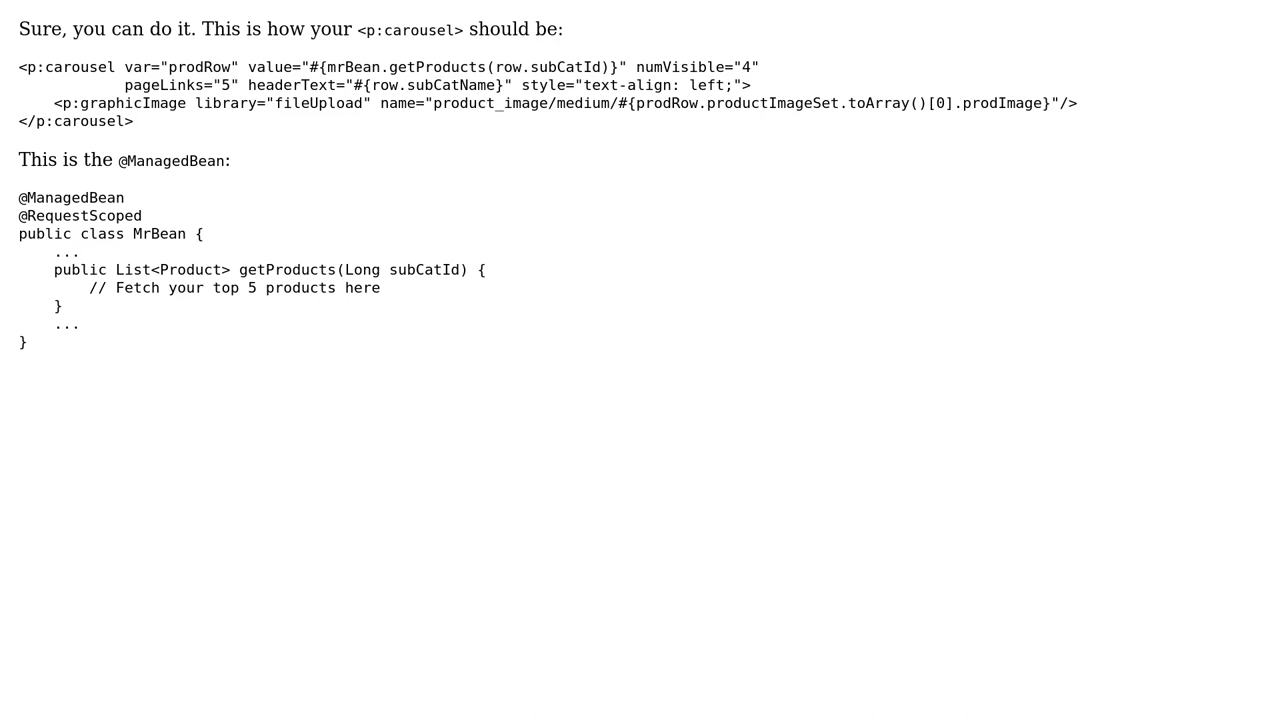 Sure, you can do it. This is how your <p:carousel> should be:
<p:carousel var="prodRow" value="#{mrBean.getProducts(row.subCatId)}" numVisible="4"
            pageLinks="5" headerText="#{row.subCatName}" style="text-align: left;">
    <p:graphicImage library="fileUpload" name="product_image/medium/#{prodRow.productImageSet.toArray()[0].prodImage}"/>
</p:carousel>
This is the @ManagedBean:
@ManagedBean
@RequestScoped
public class MrBean {
    ...
    public List<Product> getProducts(Long subCatId) {
        // Fetch your top 5 products here
    }
    ...
}